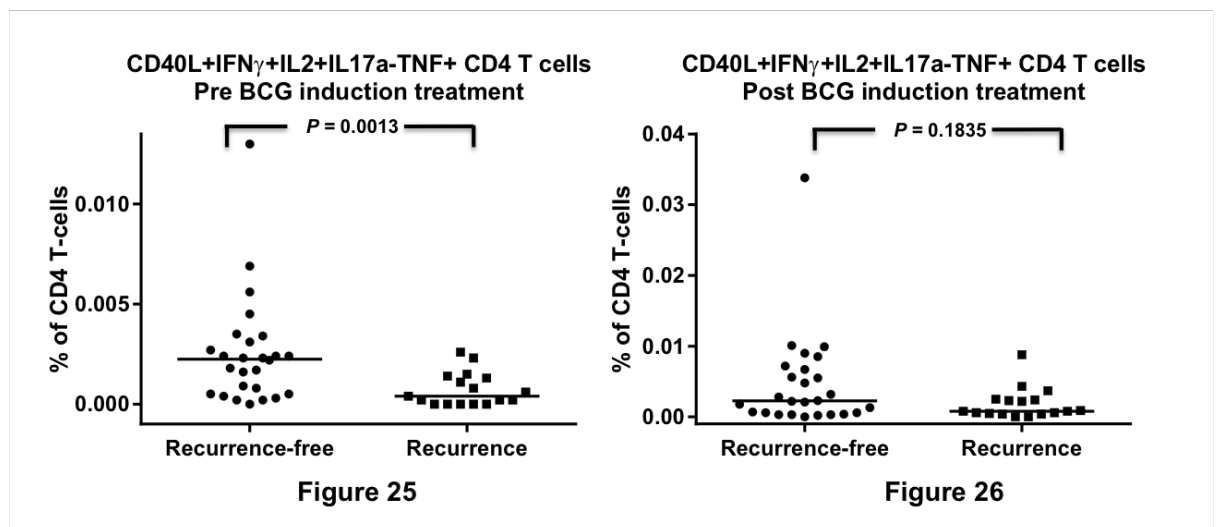 CD40L+IFNγ+IL2+IL17a-TNF+ CD4 T cells
Pre BCG induction treatment
P = 0.0013
% of CD4 T-cells
0.010
0.005
0.000
Recurrence-free
Recurrence
Figure 25
CD40L+IFNγ+IL2+IL17a-TNF+ CD4 T cells
Post BCG induction treatment
P = 0.1835
% of CD4 T-cells
0.04
0.03
0.02
0.01
0.00
Recurrence-free
Recurrence
Figure 26